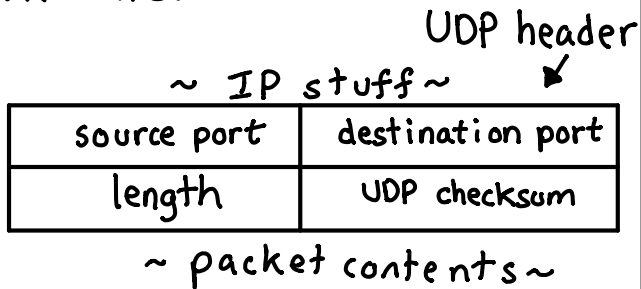 UDP header
~ IP stuff ~
source port destination port
length UDP checksum
~ packet contents ~